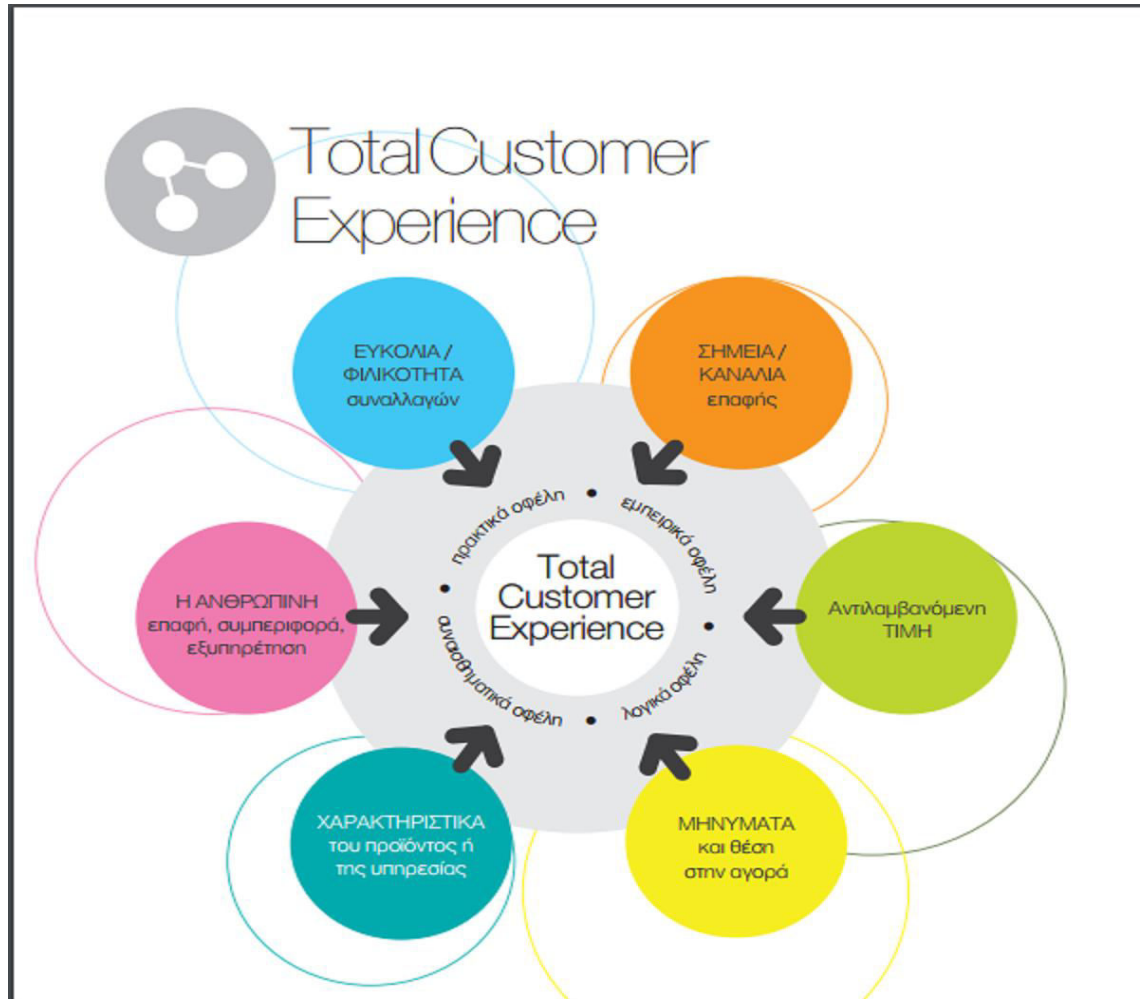 Total Customer
Experience
ΕΥΚΟΛΙΑ /
ΦΙΛΙΚΟΤΗΤΑ
συναλλαγών
ΣΗΜΕΙΑ /
ΚΑΝΑΛΙΑ
επαφής
πρακτικά οφέλη
εμπειρικά οφέλη
Η ΑΝΘΡΩΠΙΝΗ
επαφή, συμπεριφορά,
εξυπηρέτηση
Total
Customer
Experience
Αντιλαμβανόμενη
ΤΙΜΗ
συναισθηματικά οφέλη
λογικά οφέλη
ΧΑΡΑΚΤΗΡΙΣΤΙΚΑ
του προϊόντος ή
της υπηρεσίας
ΜΗΝΥΜΑΤΑ
και θέση
στην αγορά